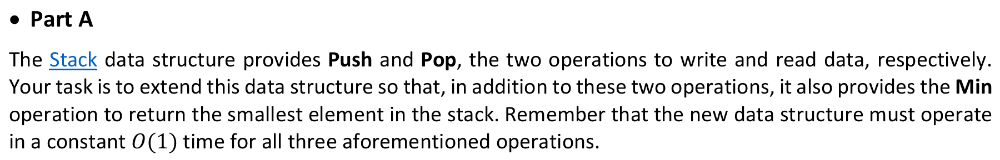 • Part A
The Stack data structure provides Push and Pop, the two operations to write and read data, respectively.
Your task is to extend this data structure so that, in addition to these two operations, it also provides the Min
operation to return the smallest element in the stack. Remember that the new data structure must operate
in a constant O(1) time for all three aforementioned operations.